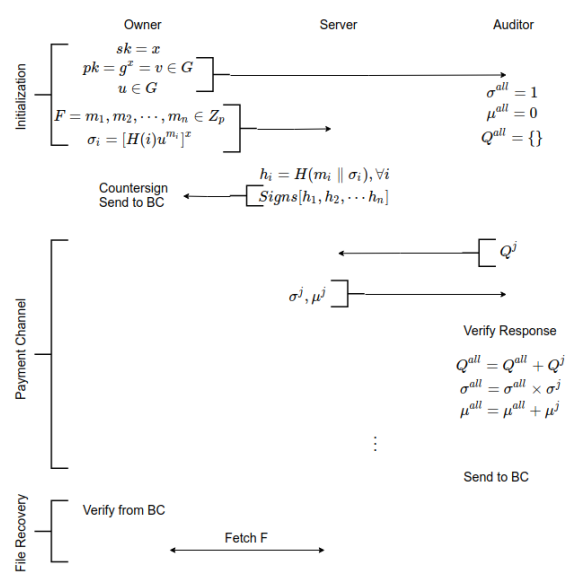 Owner Server Auditor
Initialization
sk = x
pk = g^x = v ∈ G
u ∈ G
σ^all = 1
μ^all = 0
Q^all = {}
F = m_1, m_2, ⋯, m_n ∈ Z_p
σ_i = [H(i)u^{m_i}]^x
h_i = H(m_i ∥ σ_i), ∀i
Signs[h_1, h_2, ⋯ h_n]
Countersign
Send to BC
Payment Channel
Q^j
σ^j, μ^j
Verify Response
Q^all = Q^all + Q^j
σ^all = σ^all × σ^j
μ^all = μ^all + μ^j
⋮
Send to BC
File Recovery
Verify from BC
Fetch F